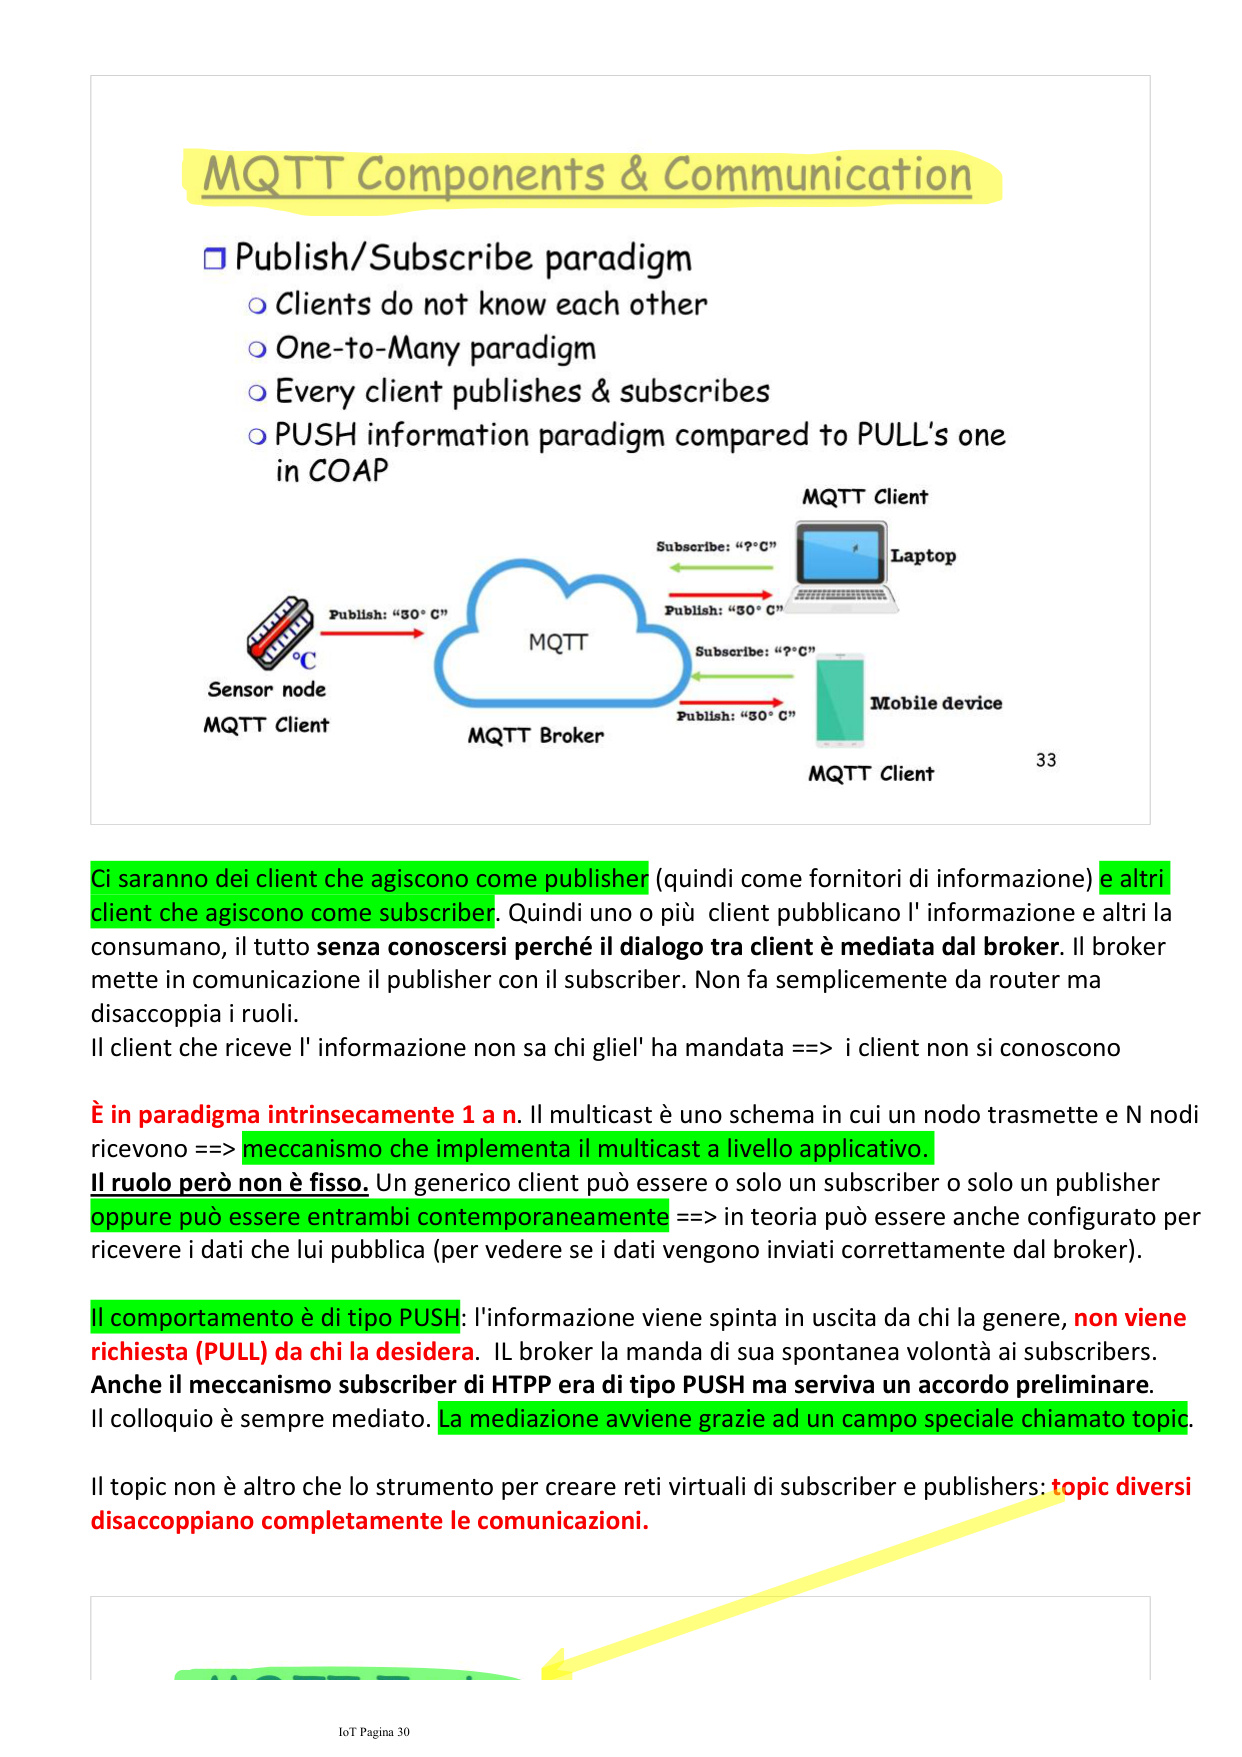 MQTT Components & Communication
Publish/Subscribe paradigm
Clients do not know each other
One-to-Many paradigm
Every client publishes & subscribes
PUSH information paradigm compared to PULL's one
in COAP
MQTT Client
Subscribe: "?°C"
Laptop
Publish: "30° C"
Publish: "30° C"
MQTT
Subscribe: "?°C"
°C
Sensor node
Mobile device
Publish: "30° C"
MQTT Client
MQTT Broker
33
MQTT Client
Ci saranno dei client che agiscono come publisher (quindi come fornitori di informazione) e altri
client che agiscono come subscriber. Quindi uno o più client pubblicano l' informazione e altri la
consumano, il tutto senza conoscersi perché il dialogo tra client è mediata dal broker. Il broker
mette in comunicazione il publisher con il subscriber. Non fa semplicemente da router ma
disaccoppia i ruoli.
Il client che riceve l' informazione non sa chi gliel' ha mandata ==> i client non si conoscono
È in paradigma intrinsecamente 1 a n. Il multicast è uno schema in cui un nodo trasmette e N nodi
ricevono ==> meccanismo che implementa il multicast a livello applicativo.
Il ruolo però non è fisso. Un generico client può essere o solo un subscriber o solo un publisher
oppure può essere entrambi contemporaneamente ==> in teoria può essere anche configurato per
ricevere i dati che lui pubblica (per vedere se i dati vengono inviati correttamente dal broker).
Il comportamento è di tipo PUSH: l'informazione viene spinta in uscita da chi la genere, non viene
richiesta (PULL) da chi la desidera. IL broker la manda di sua spontanea volontà ai subscribers.
Anche il meccanismo subscriber di HTPP era di tipo PUSH ma serviva un accordo preliminare.
Il colloquio è sempre mediato. La mediazione avviene grazie ad un campo speciale chiamato topic.
Il topic non è altro che lo strumento per creare reti virtuali di subscriber e publishers: topic diversi
disaccoppiano completamente le comunicazioni.
IoT Pagina 30